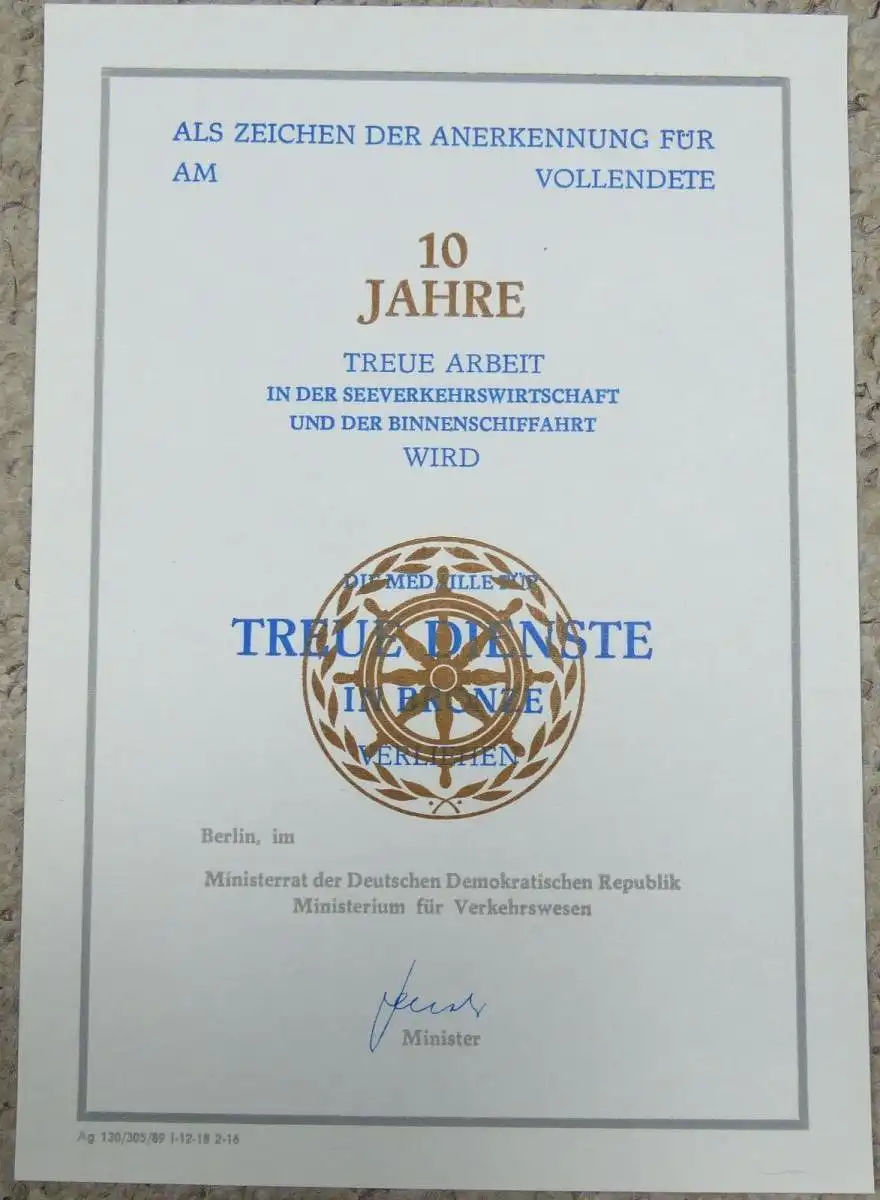 ALS ZEICHEN DER ANERKENNUNG FÜR
AM VOLLENDETE
10
JAHRE
TREUE ARBEIT
IN DER SEEVERKEHRSWIRTSCHAFT
UND DER BINNENSCHIFFAHRT
WIRD
DIE MEDAILLE FÜR
TREUE DIENSTE
IN BRONZE
VERLIEHEN
Berlin, im
Ministerrat der Deutschen Demokratischen Republik
Ministerium für Verkehrswesen
Minister
Ag 130/305/89 I-12-18 2-16